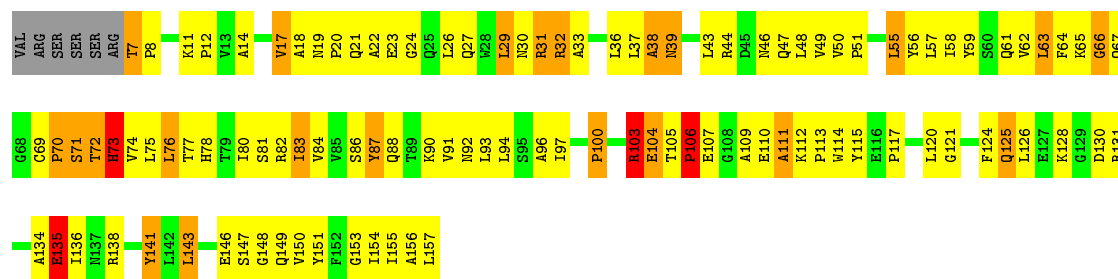 VAL ARG SER SER SER ARG T7 P8 K11 P12 V13 A14 V17 A18 N19 P20 Q21 A22 E23 G24 Q25 L26 Q27 W28 L29 N30 R31 R32 A33 L36 L37 A38 N39 L43 R44 D45 N46 Q47 L48 V49 V50 P51 L55 Y56 L57 I58 Y59 S60 Q61 V62 L63 F64 K65 G66 Q67
G68 C69 P70 S71 T72 H73 V74 L75 L76 T77 H78 T79 I80 S81 R82 I83 V84 V85 S86 Y87 Q88 T89 K90 V91 N92 L93 L94 S95 A96 I97 P100 R103 E104 T105 P106 E107 G108 A109 E110 A111 K112 P113 W114 Y115 E116 P117 L120 G121 F124 Q125 L126 E127 K128 G129 D130 R131
A134 E135 I136 N137 R138 Y141 L142 L143 E146 S147 G148 Q149 V150 Y151 F152 G153 I154 I155 A156 L157